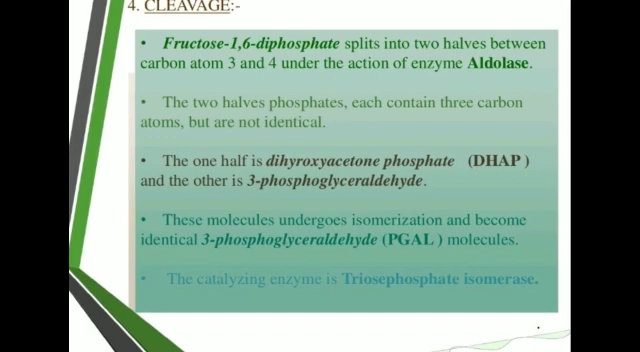 4. CLEAVAGE:-
• Fructose-1,6-diphosphate splits into two halves between
carbon atom 3 and 4 under the action of enzyme Aldolase.
• The two halves phosphates, each contain three carbon
atoms, but are not identical.
• The one half is dihyroxyacetone phosphate (DHAP )
and the other is 3-phosphoglyceraldehyde.
• These molecules undergoes isomerization and become
identical 3-phosphoglyceraldehyde (PGAL ) molecules.
• The catalyzing enzyme is Triosephosphate isomerase.